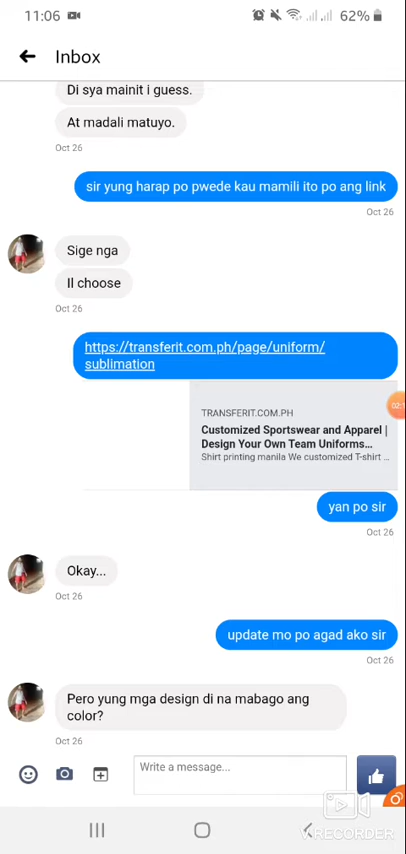 11:06
62%
Inbox
Di sya mainit i guess.
At madali matuyo.
Oct 26
sir yung harap po pwede kau mamili ito po ang link
Oct 26
Sige nga
Il choose
Oct 26
https://transferit.com.ph/page/uniform/
sublimation
TRANSFERIT.COM.PH
Customized Sportswear and Apparel |
Design Your Own Team Uniforms...
Shirt printing manila We customized T-shirt ...
yan po sir
Oct 26
Okay...
Oct 26
update mo po agad ako sir
Oct 26
Pero yung mga design di na mabago ang
color?
Oct 26
Write a message...